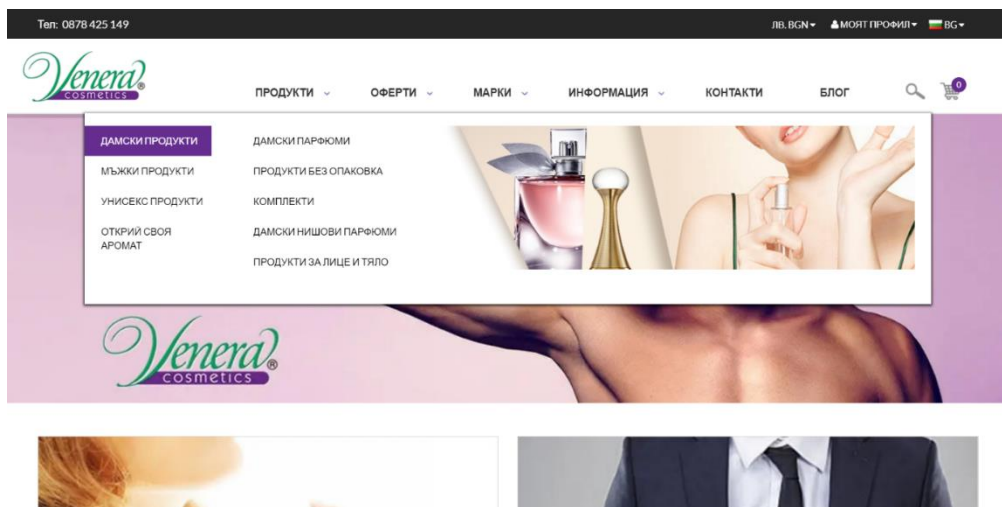 Тел: 0878 425 149
ЛВ. BGN
МОЯТ ПРОФИЛ
BG
Venera®
cosmetics
ПРОДУКТИ
ОФЕРТИ
МАРКИ
ИНФОРМАЦИЯ
КОНТАКТИ
БЛОГ
0
ДАМСКИ ПРОДУКТИ
МЪЖКИ ПРОДУКТИ
УНИСЕКС ПРОДУКТИ
ОТКРИЙ СВОЯ
АРОМАТ
ДАМСКИ ПАРФЮМИ
ПРОДУКТИ БЕЗ ОПАКОВКА
КОМПЛЕКТИ
ДАМСКИ НИШОВИ ПАРФЮМИ
ПРОДУКТИ ЗА ЛИЦЕ И ТЯЛО
Venera®
cosmetics